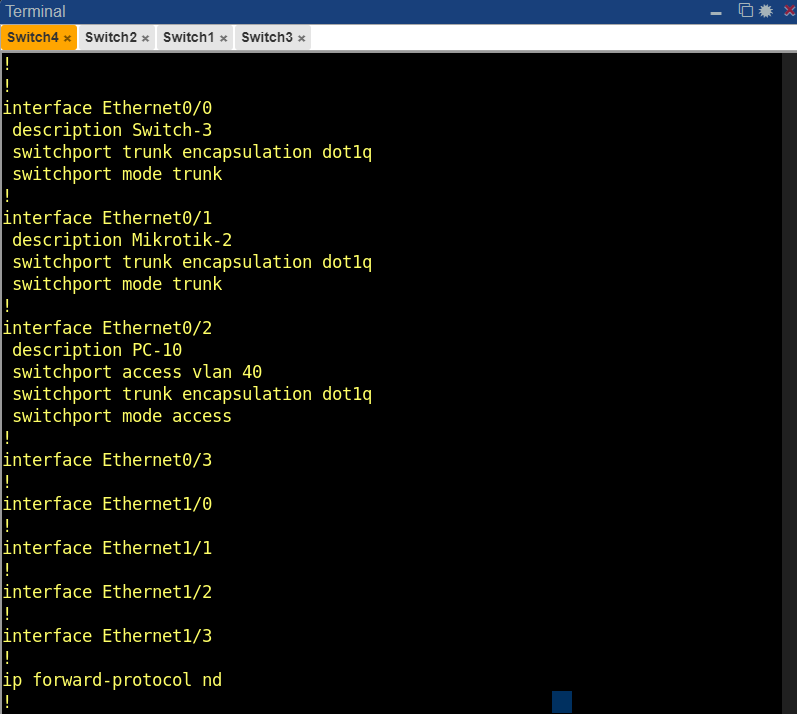 Terminal
Switch4 × Switch2 × Switch1 × Switch3 ×
!
!
interface Ethernet0/0
 description Switch-3
 switchport trunk encapsulation dot1q
 switchport mode trunk
!
interface Ethernet0/1
 description Mikrotik-2
 switchport trunk encapsulation dot1q
 switchport mode trunk
!
interface Ethernet0/2
 description PC-10
 switchport access vlan 40
 switchport trunk encapsulation dot1q
 switchport mode access
!
interface Ethernet0/3
!
interface Ethernet1/0
!
interface Ethernet1/1
!
interface Ethernet1/2
!
interface Ethernet1/3
!
ip forward-protocol nd
!